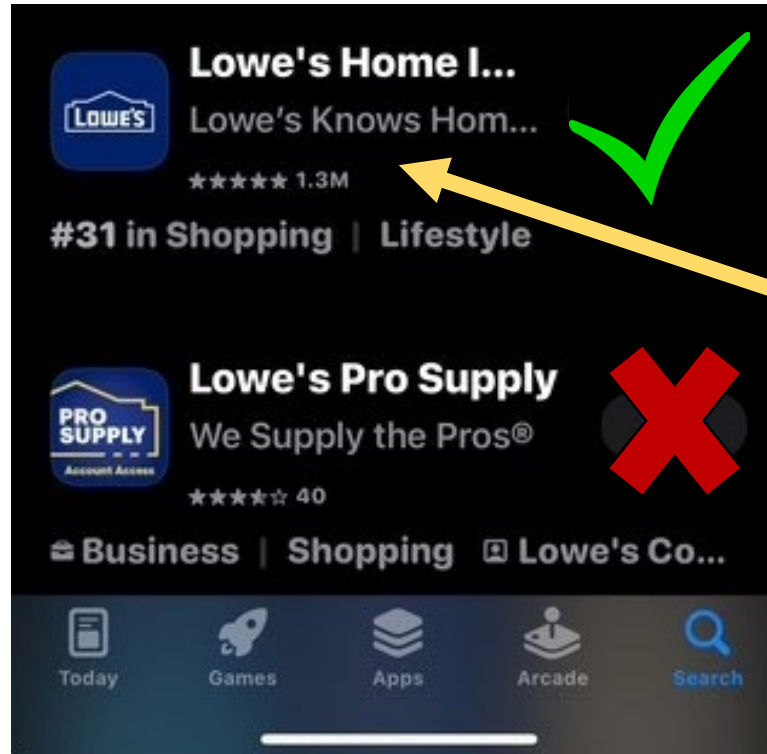 Lowe's Home I...
LOWE'S
Lowe's Knows Hom...
★★★★★ 1.3M
#31 in Shopping | Lifestyle
Lowe's Pro Supply
PRO
SUPPLY
Account Access
We Supply the Pros®
40
Business | Shopping Lowe's Co...
Today Games Apps Arcade Search